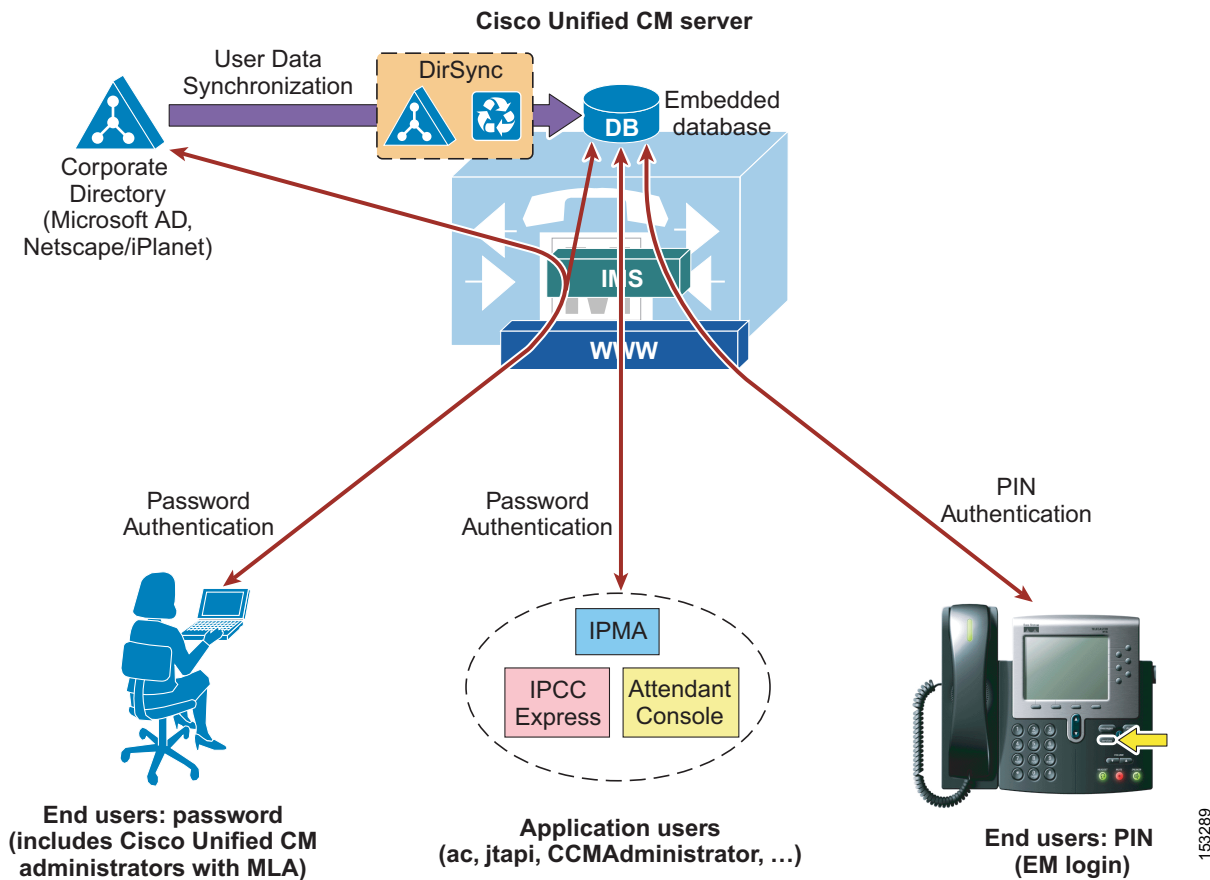 Cisco Unified CM server
User Data
Synchronization
DirSync
DB
Embedded
database
Corporate
Directory
(Microsoft AD,
Netscape/iPlanet)
IMS
WWW
Password
Authentication
Password
Authentication
PIN
Authentication
IPMA
IPCC
Express
Attendant
Console
End users: password
(includes Cisco Unified CM
administrators with MLA)
Application users
(ac, jtapi, CCMAdministrator, …)
End users: PIN
(EM login)
153289